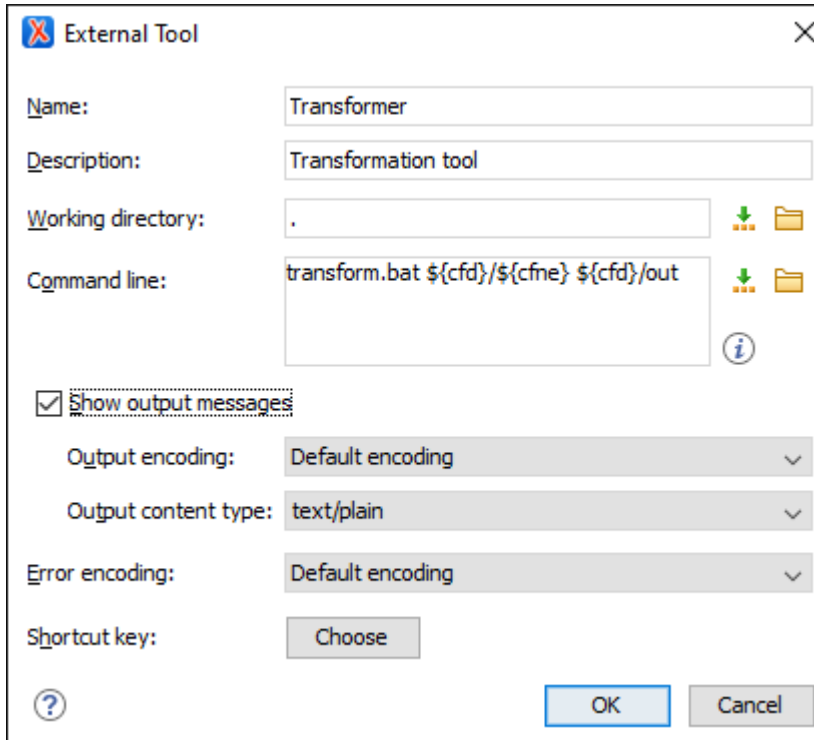 External Tool
Name: Transformer
Description: Transformation tool
Working directory: .
Command line: transform.bat ${cfd}/${cfne} ${cfd}/out
Show output messages
Output encoding: Default encoding
Output content type: text/plain
Error encoding: Default encoding
Shortcut key: Choose
OK Cancel